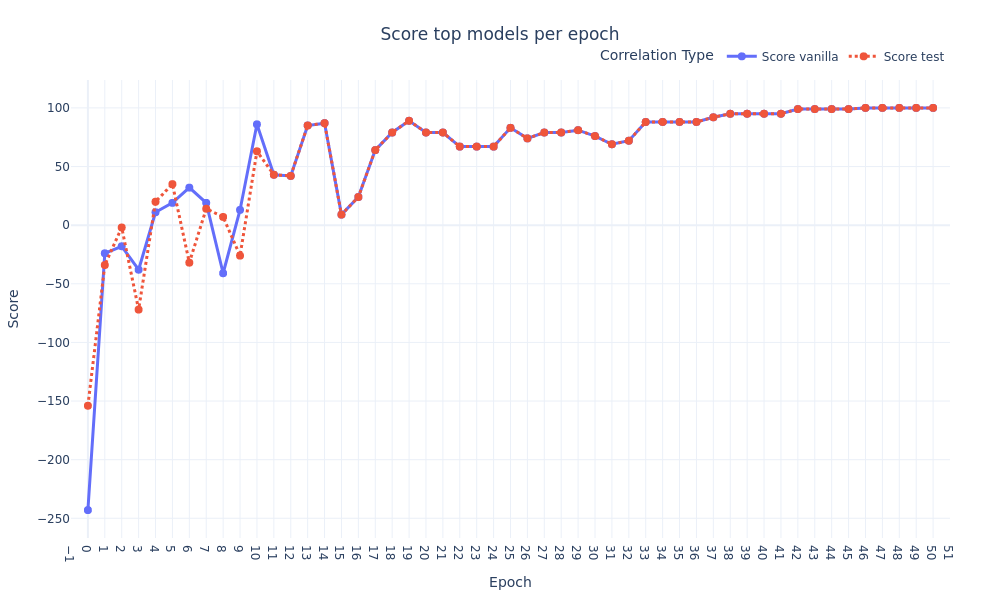 Score top models per epoch
Correlation Type Score vanilla Score test
100
50
0
−50
−100
−150
−200
−250
Score
−1 0 1 2 3 4 5 6 7 8 9 10 11 12 13 14 15 16 17 18 19 20 21 22 23 24 25 26 27 28 29 30 31 32 33 34 35 36 37 38 39 40 41 42 43 44 45 46 47 48 49 50 51
Epoch